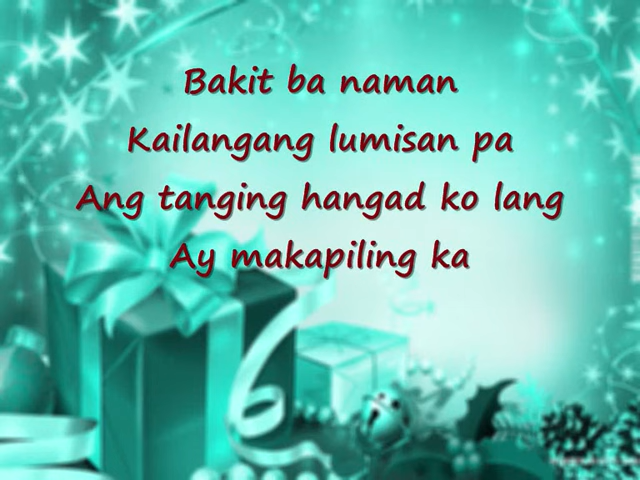 Bakit ba naman
Kailangang lumisan pa
Ang tanging hangad ko lang
Ay makapiling ka